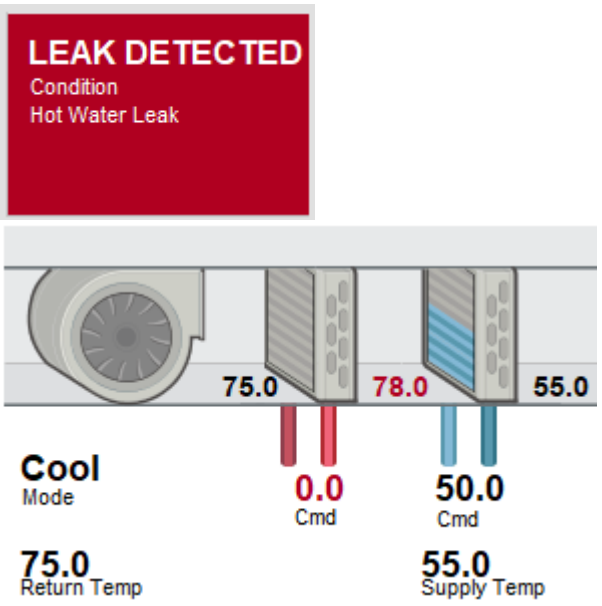 LEAK DETECTED
Condition
Hot Water Leak
75.0 78.0 55.0
Cool
Mode
0.0
Cmd
50.0
Cmd
75.0
Return Temp
55.0
Supply Temp